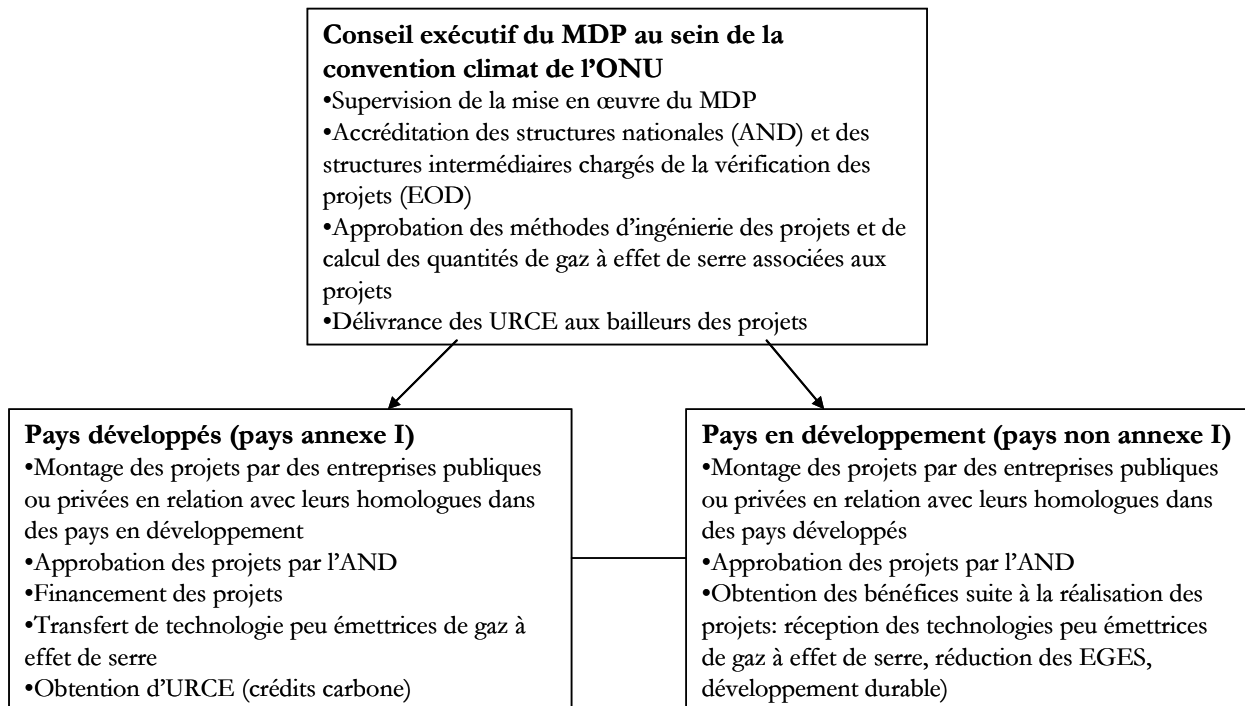 Conseil exécutif du MDP au sein de la
convention climat de l’ONU
•Supervision de la mise en œuvre du MDP
•Accréditation des structures nationales (AND) et des
structures intermédiaires chargés de la vérification des
projets (EOD)
•Approbation des méthodes d’ingénierie des projets et de
calcul des quantités de gaz à effet de serre associées aux
projets
•Délivrance des URCE aux bailleurs des projets
Pays développés (pays annexe I)
•Montage des projets par des entreprises publiques
ou privées en relation avec leurs homologues dans
des pays en développement
•Approbation des projets par l’AND
•Financement des projets
•Transfert de technologie peu émettrices de gaz à
effet de serre
•Obtention d’URCE (crédits carbone)
Pays en développement (pays non annexe I)
•Montage des projets par des entreprises publiques
ou privées en relation avec leurs homologues dans
des pays développés
•Approbation des projets par l’AND
•Obtention des bénéfices suite à la réalisation des
projets: réception des technologies peu émettrices
de gaz à effet de serre, réduction des EGES,
développement durable)